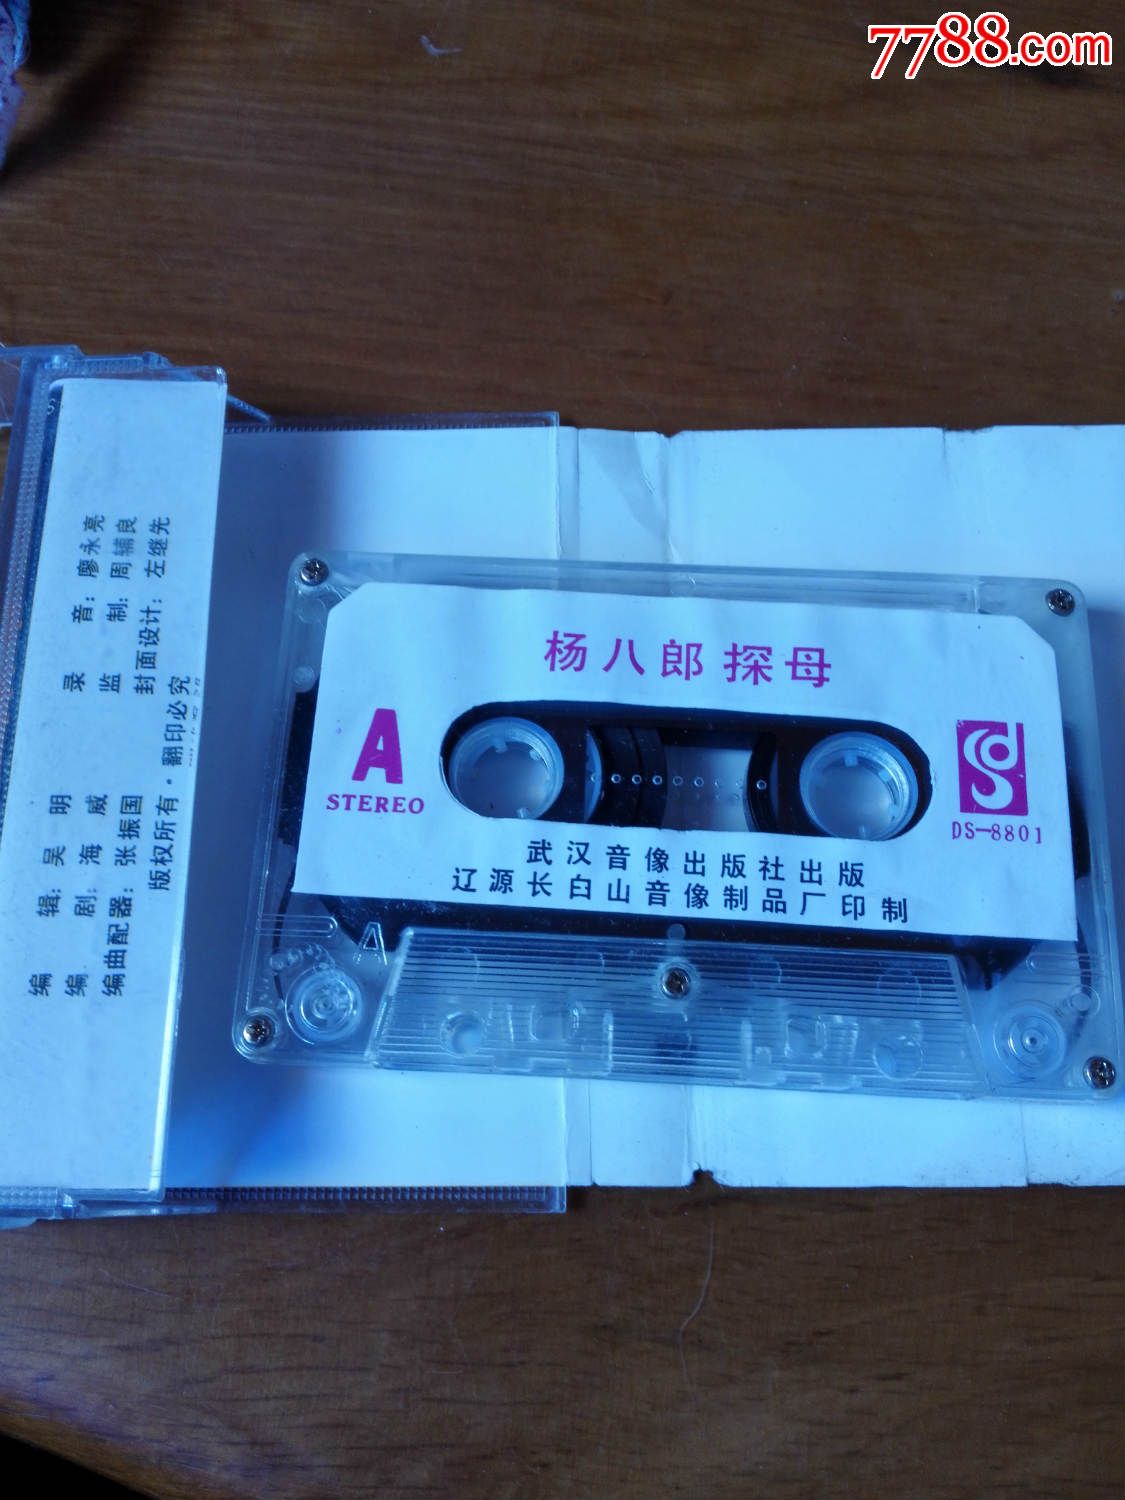 7788.com
杨八郎探母
A
STEREO
DS-8801
武汉音像出版社出版
辽源长白山音像制品厂印制
A
编 辑：吴 明
编 剧：海 威
编曲配器：张振国
录 音：廖永亮
监 制：周辅良
封面设计：左继先
版权所有·翻印必究